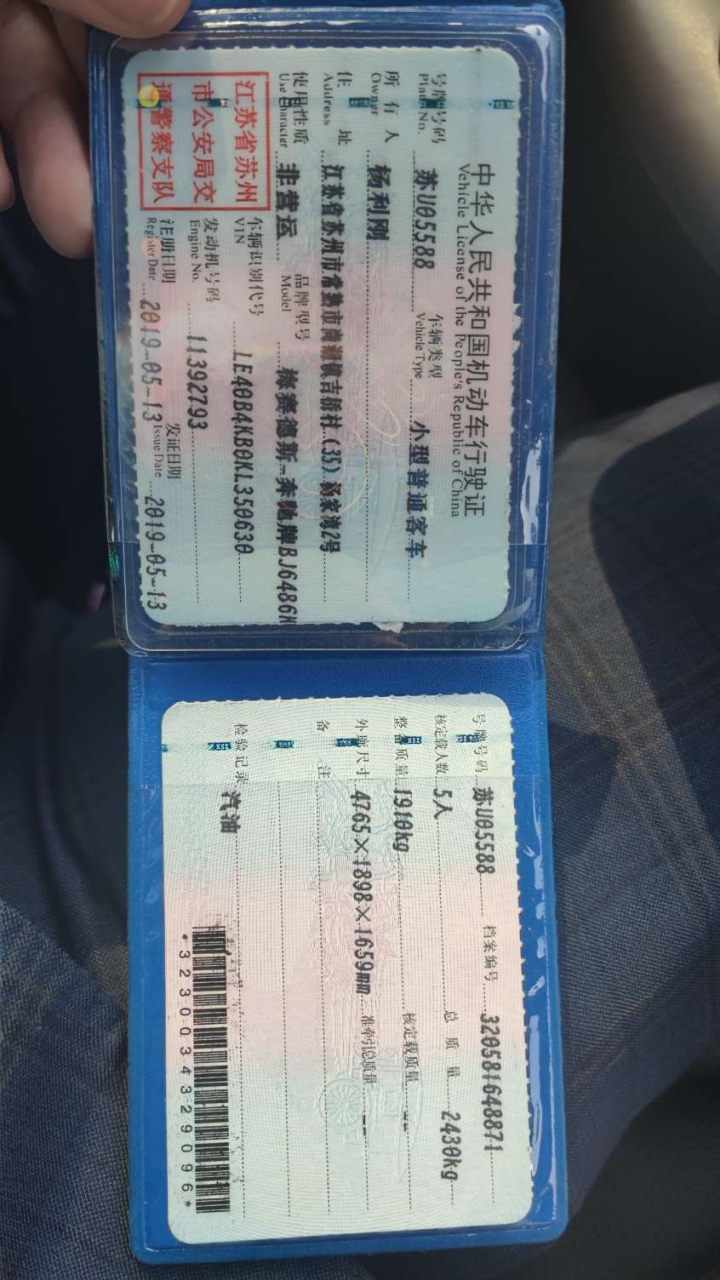 中华人民共和国机动车行驶证
Vehicle License of the People's Republic of China
号牌号码 苏U05588 车辆类型 小型普通客车
Plate No. Vehicle Type
所有人 杨利刚
Owner
住址 江苏省苏州市常熟市尚湖镇吉桥村(35)杨家湾2号
Address
使用性质 非营运 品牌型号 梅赛德斯-奔驰牌BJ6486
Use Character Model
江苏省苏州
市公安局交
通警察支队
车辆识别代号 LE40B4KB0KL350630
VIN
发动机号码 11392793
Engine No.
注册日期 2019-05-13 发证日期 2019-05-13
Register Date Issue Date
号牌号码 苏U05588 档案编号 320581648871
核定载人数 5人 总质量 2430kg
整备质量 1910kg 核定载质量 --
外廓尺寸 4765×1898×1659mm 准牵引总质量 --
备注
检验记录 汽油
*3230034329096*